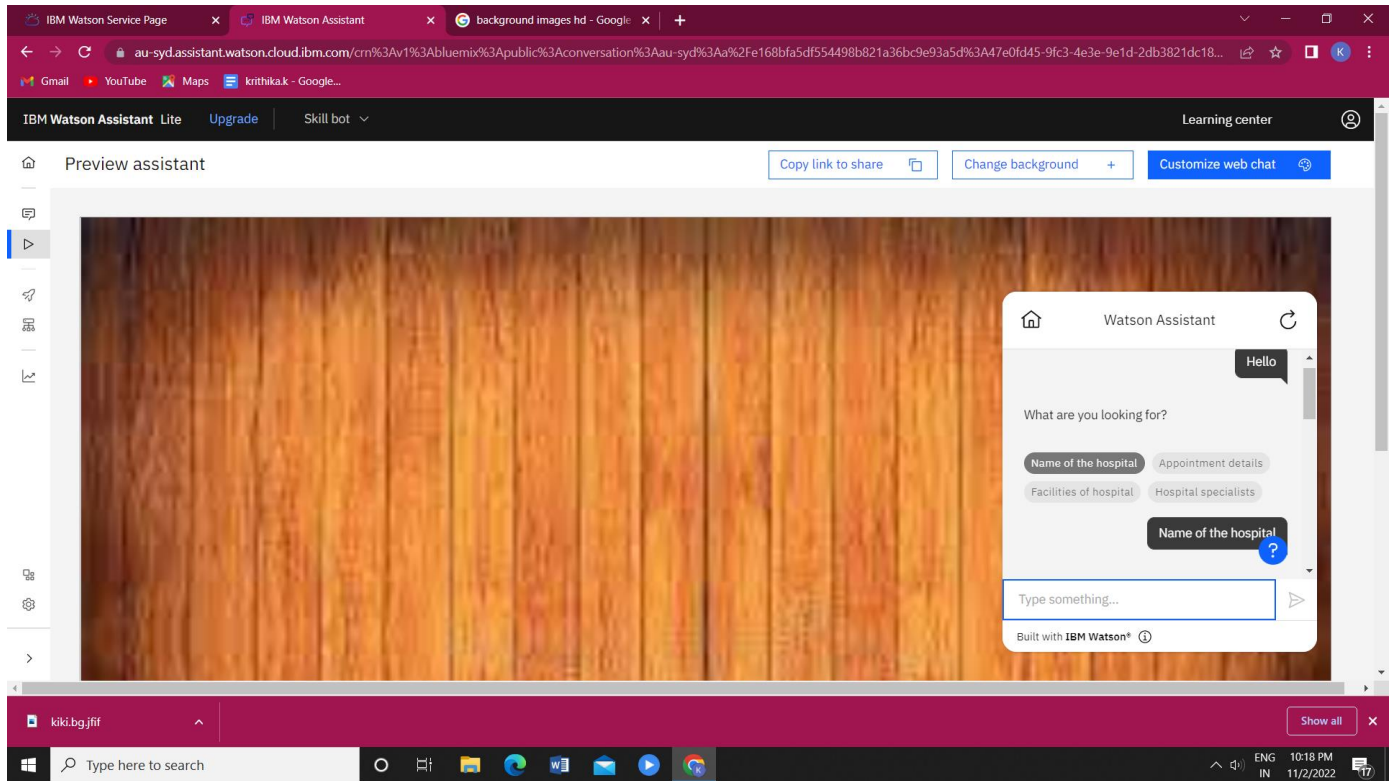 IBM Watson Service Page
IBM Watson Assistant
background images hd - Google
au-syd.assistant.watson.cloud.ibm.com/crn%3Av1%3Abluemix%3Apublic%3Aconversation%3Aau-syd%3Aa%2Fe168bfa5df554498b821a36bc9e93a5d%3A47e0fd45-9fc3-4e3e-9e1d-2db3821dc18...
K
Gmail YouTube Maps krithika.k - Google...
IBM Watson Assistant Lite Upgrade Skill bot Learning center
Preview assistant Copy link to share Change background + Customize web chat
Watson Assistant
Hello
What are you looking for?
Name of the hospital Appointment details
Facilities of hospital Hospital specialists
Name of the hospital
?
Type something...
Built with IBM Watson®
kiki.bg.jfif Show all
Type here to search ENG 10:18 PM
IN 11/2/2022 17